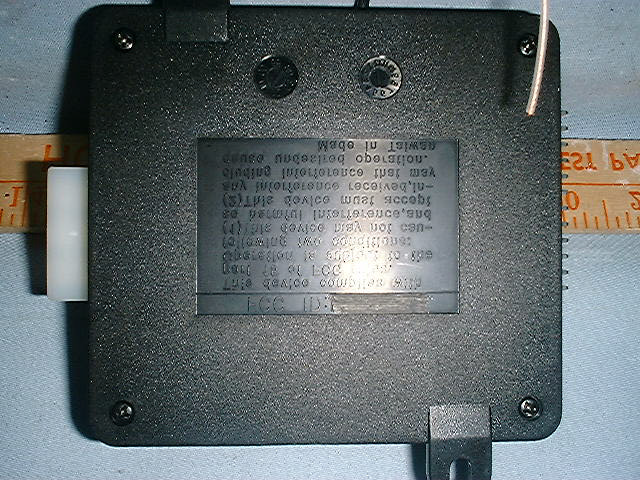 FCC ID:
This device complies with
part 15 of FCC
Operation is subject to the
following two conditions:
(1)This device may not cau-
se harmful interference,and
(2)This device must accept
any interference received,in-
cluding interference that may
cause undesired operation.
Made in Taiwan
EST PA